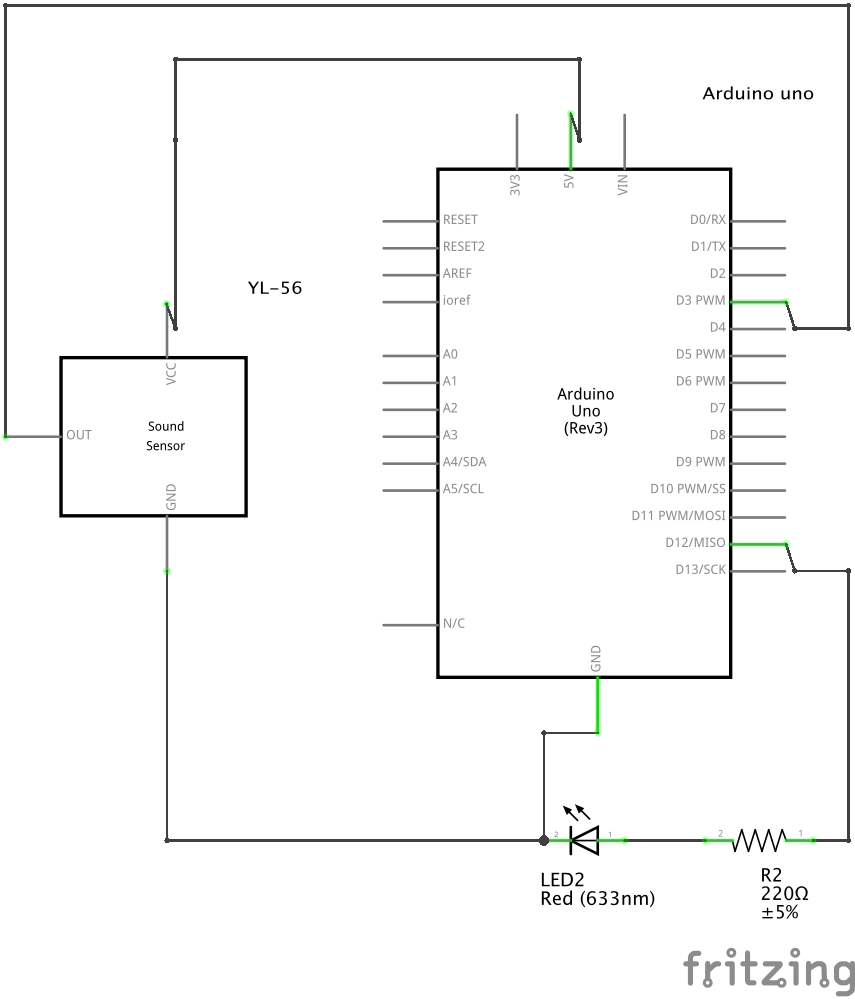 Arduino uno
3V3
5V
VIN
RESET
D0/RX
RESET2
D1/TX
AREF
D2
YL-56
ioref
D3 PWM
D4
A0
D5 PWM
VCC
A1
D6 PWM
Arduino
Uno
(Rev3)
A2
D7
Sound
Sensor
OUT
A3
D8
A4/SDA
D9 PWM
GND
A5/SCL
D10 PWM/SS
D11 PWM/MOSI
D12/MISO
D13/SCK
N/C
GND
2
1
2
1
LED2
Red (633nm)
R2
220Ω
±5%
fritzing